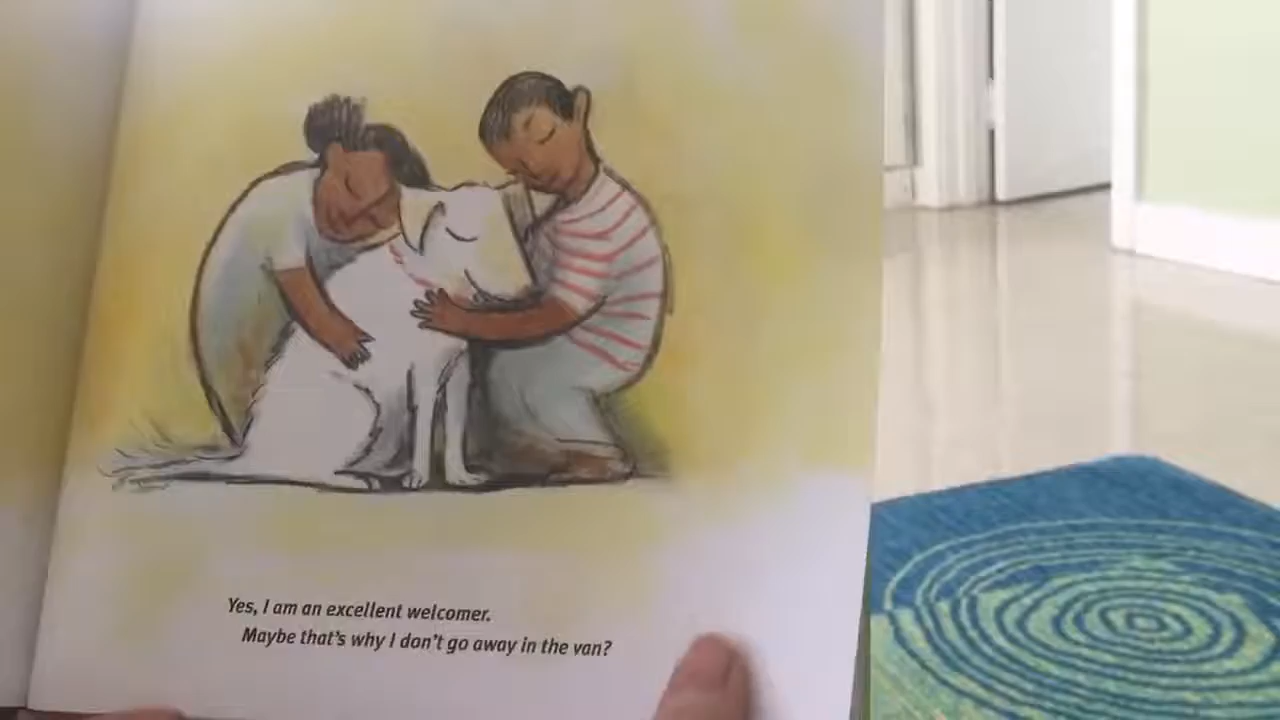 Yes, I am an excellent welcomer.
Maybe that's why I don't go away in the van?